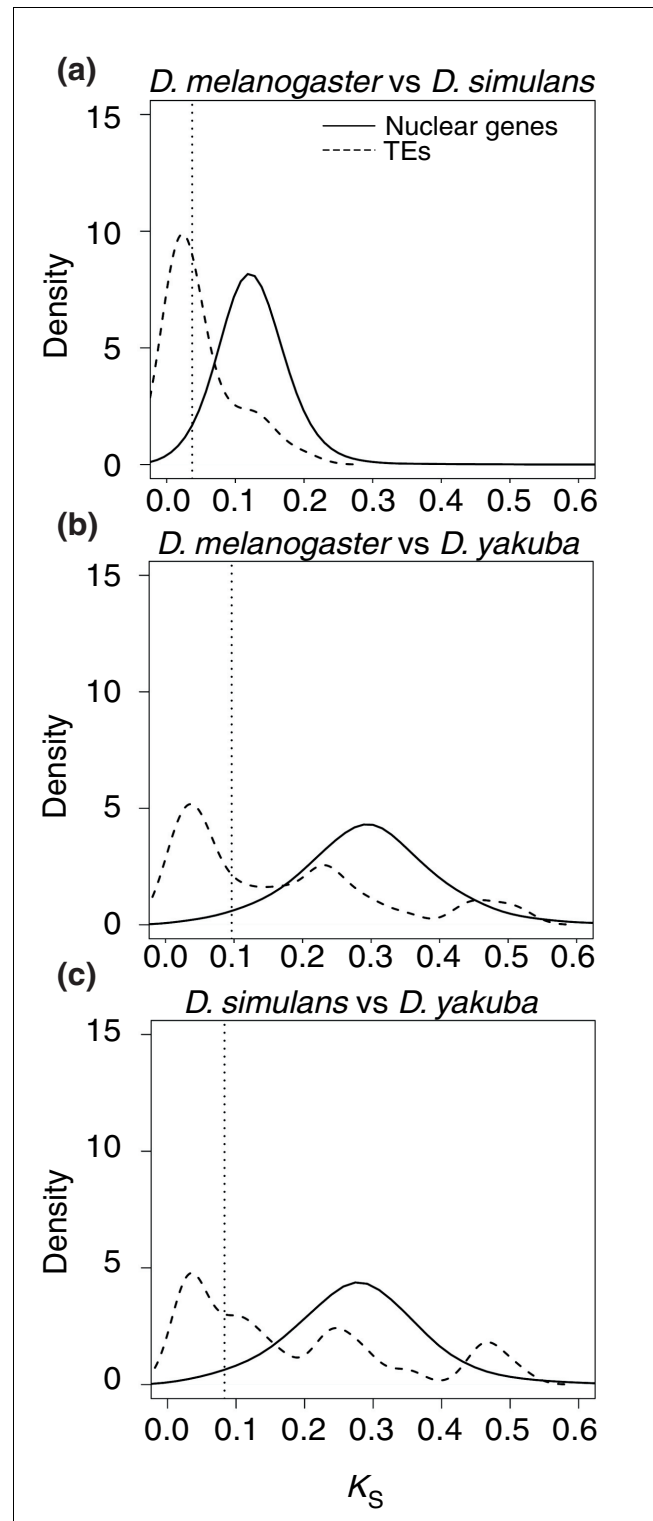 (a)
D. melanogaster vs D. simulans
Nuclear genes
TEs
15
10
5
0
Density
0.0 0.1 0.2 0.3 0.4 0.5 0.6
(b)
D. melanogaster vs D. yakuba
15
10
5
0
Density
0.0 0.1 0.2 0.3 0.4 0.5 0.6
(c)
D. simulans vs D. yakuba
15
10
5
0
Density
0.0 0.1 0.2 0.3 0.4 0.5 0.6
KS